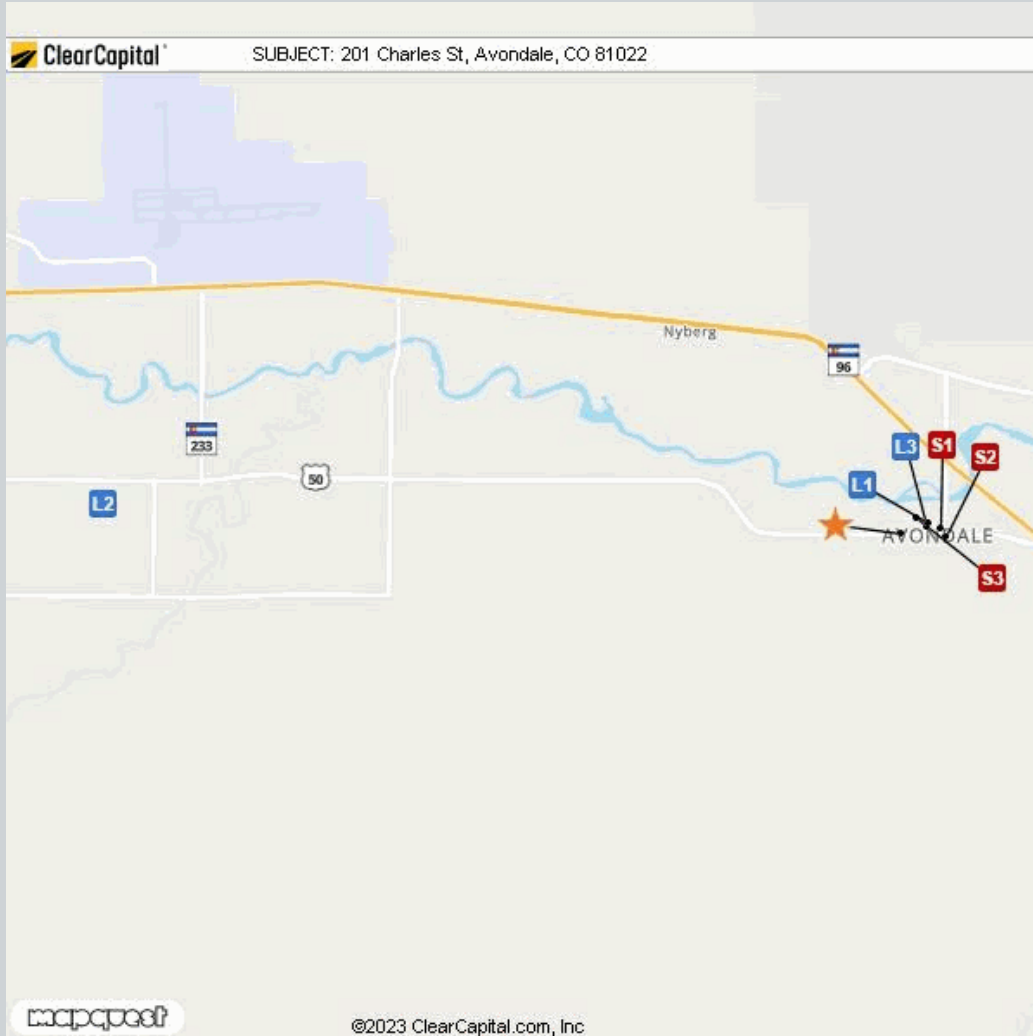 ClearCapital SUBJECT: 201 Charles St, Avondale, CO 81022
Nyberg
96
233
50
L3
S1
S2
L1
L2
AVONDALE
S3
mapquest
©2023 ClearCapital.com, Inc